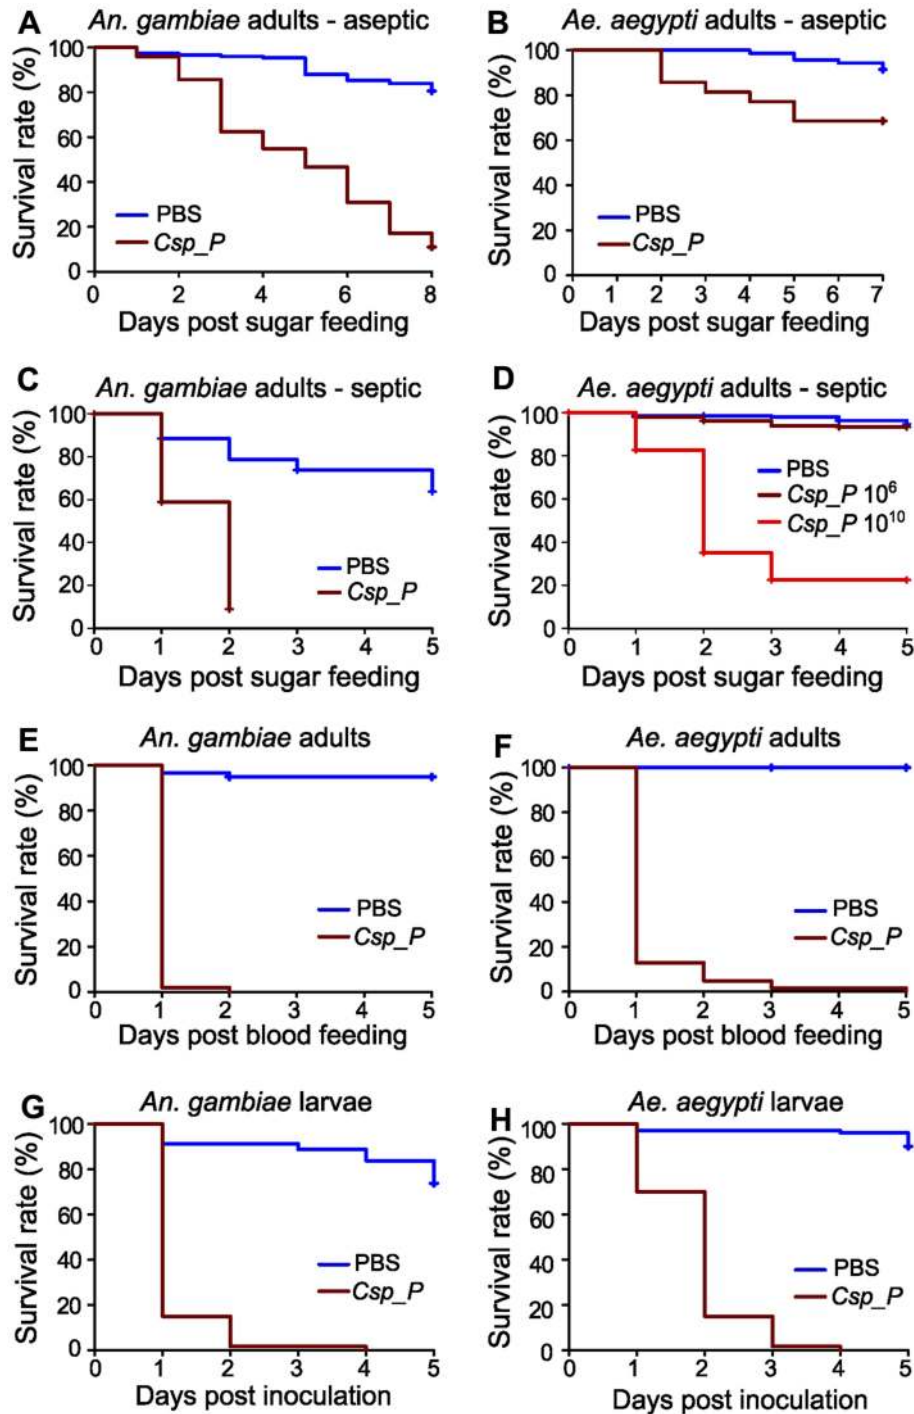 A An. gambiae adults - aseptic
Survival rate (%)
100
80
60
40
20
0
PBS
Csp_P
0 2 4 6 8
Days post sugar feeding
B Ae. aegypti adults - aseptic
Survival rate (%)
100
80
60
40
20
0
PBS
Csp_P
0 1 2 3 4 5 6 7
Days post sugar feeding
C An. gambiae adults - septic
Survival rate (%)
100
80
60
40
20
0
PBS
Csp_P
0 1 2 3 4 5
Days post sugar feeding
D Ae. aegypti adults - septic
Survival rate (%)
100
80
60
40
20
0
PBS
Csp_P 10⁶
Csp_P 10¹⁰
0 1 2 3 4 5
Days post sugar feeding
E An. gambiae adults
Survival rate (%)
100
80
60
40
20
0
PBS
Csp_P
0 1 2 3 4 5
Days post blood feeding
F Ae. aegypti adults
Survival rate (%)
100
80
60
40
20
0
PBS
Csp_P
0 1 2 3 4 5
Days post blood feeding
G An. gambiae larvae
Survival rate (%)
100
80
60
40
20
0
PBS
Csp_P
0 1 2 3 4 5
Days post inoculation
H Ae. aegypti larvae
Survival rate (%)
100
80
60
40
20
0
PBS
Csp_P
0 1 2 3 4 5
Days post inoculation